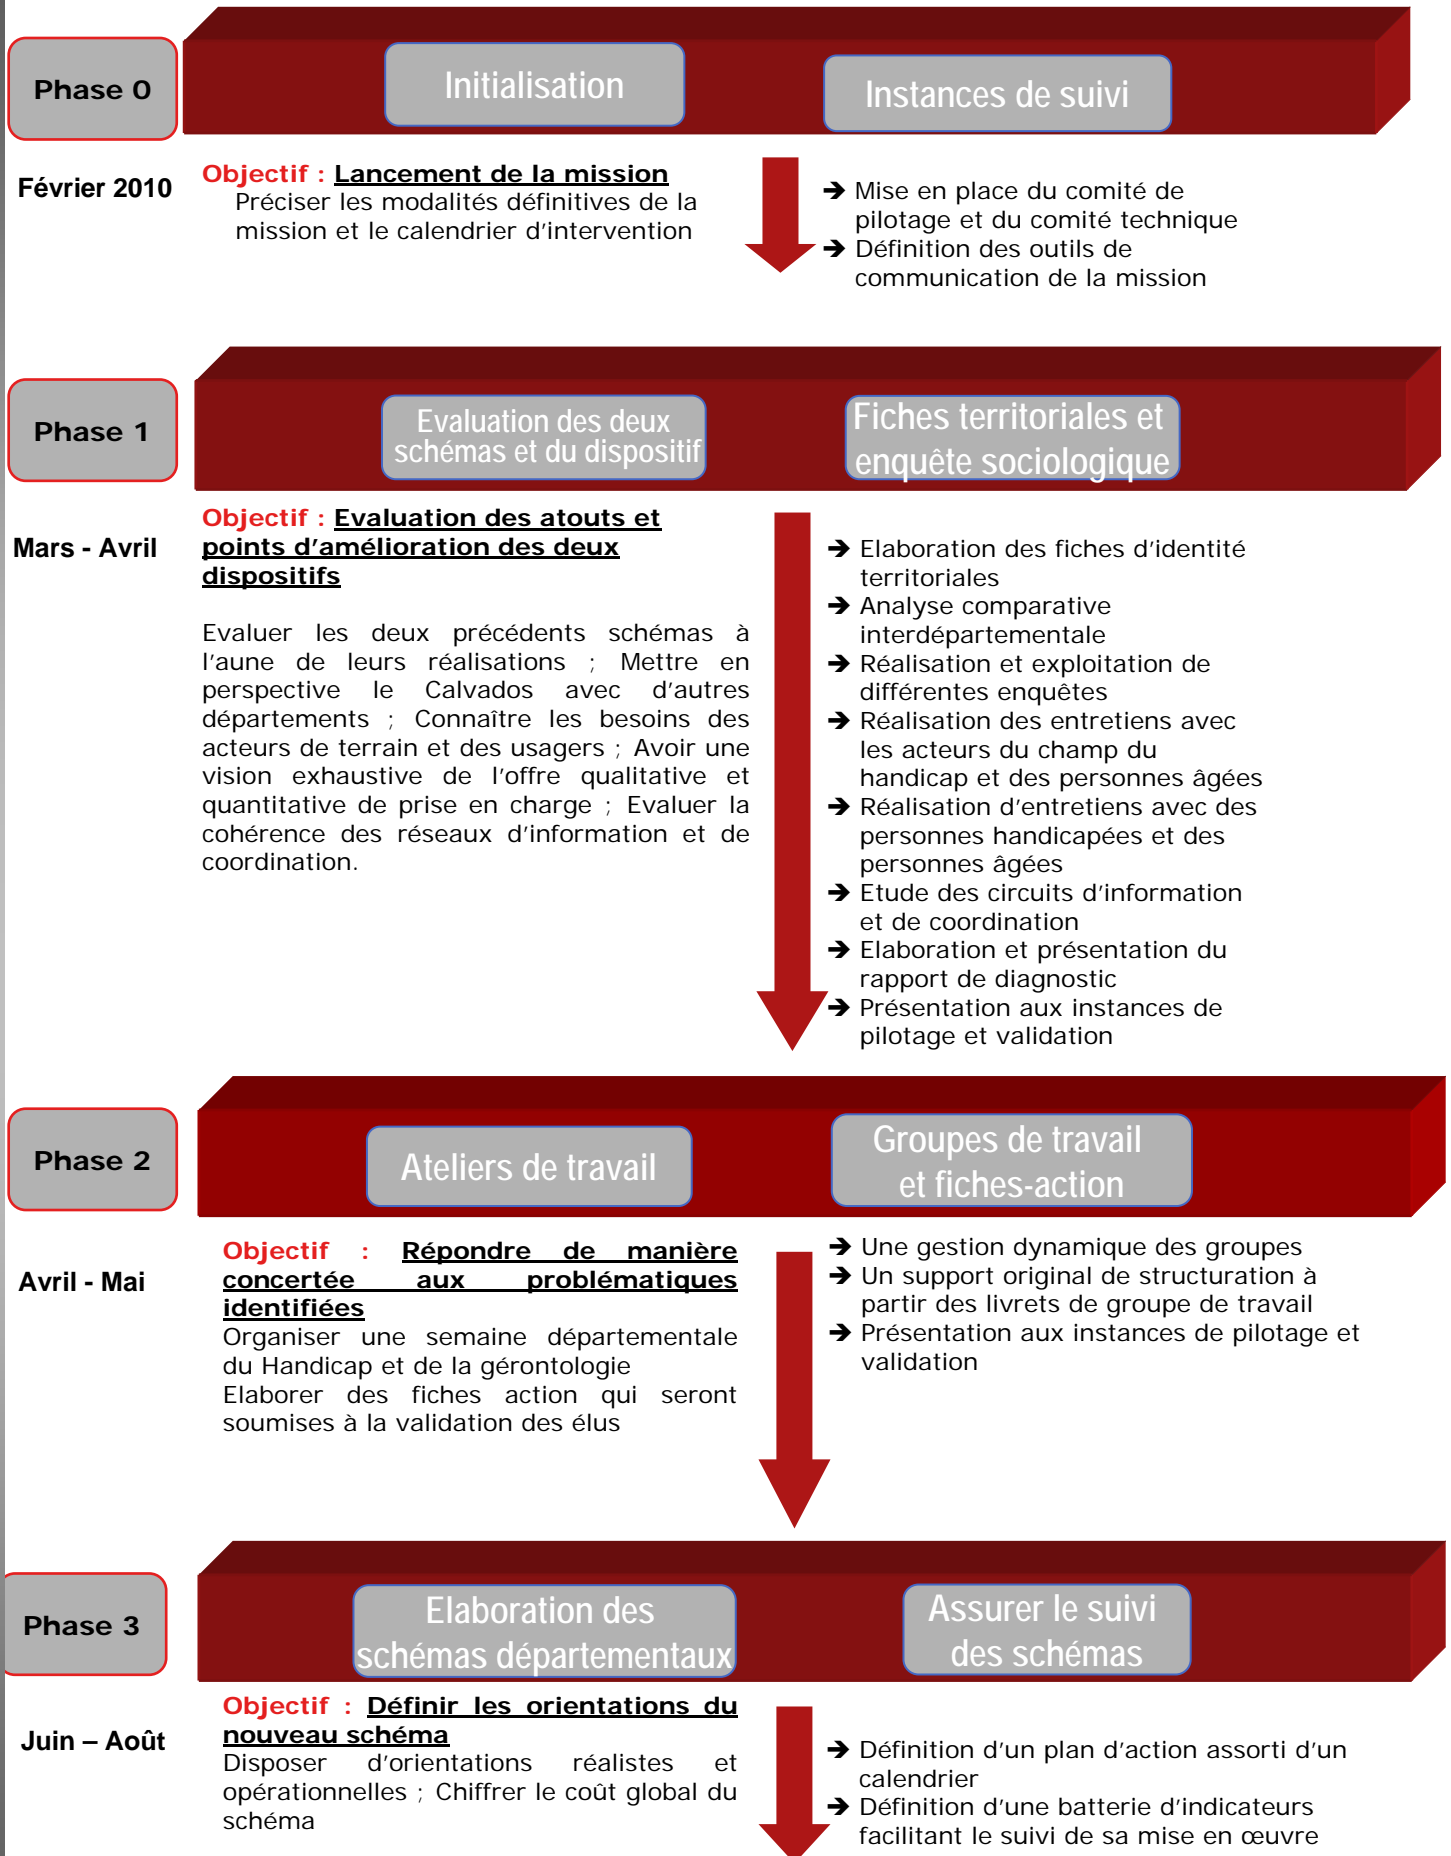 Phase 0
Initialisation
Instances de suivi
Février 2010
Objectif : Lancement de la mission
Préciser les modalités définitives de la
mission et le calendrier d’intervention
➔ Mise en place du comité de
pilotage et du comité technique
➔ Définition des outils de
communication de la mission
Phase 1
Evaluation des deux
schémas et du dispositif
Fiches territoriales et
enquête sociologique
Mars - Avril
Objectif : Evaluation des atouts et
points d’amélioration des deux
dispositifs
Evaluer les deux précédents schémas à
l’aune de leurs réalisations ; Mettre en
perspective le Calvados avec d’autres
départements ; Connaître les besoins des
acteurs de terrain et des usagers ; Avoir une
vision exhaustive de l’offre qualitative et
quantitative de prise en charge ; Evaluer la
cohérence des réseaux d’information et de
coordination.
➔ Elaboration des fiches d’identité
territoriales
➔ Analyse comparative
interdépartementale
➔ Réalisation et exploitation de
différentes enquêtes
➔ Réalisation des entretiens avec
les acteurs du champ du
handicap et des personnes âgées
➔ Réalisation d’entretiens avec des
personnes handicapées et des
personnes âgées
➔ Etude des circuits d’information
et de coordination
➔ Elaboration et présentation du
rapport de diagnostic
➔ Présentation aux instances de
pilotage et validation
Phase 2
Ateliers de travail
Groupes de travail
et fiches-action
Avril - Mai
Objectif : Répondre de manière
concertée aux problématiques
identifiées
Organiser une semaine départementale
du Handicap et de la gérontologie
Elaborer des fiches action qui seront
soumises à la validation des élus
➔ Une gestion dynamique des groupes
➔ Un support original de structuration à
partir des livrets de groupe de travail
➔ Présentation aux instances de pilotage et
validation
Phase 3
Elaboration des
schémas départementaux
Assurer le suivi
des schémas
Juin – Août
Objectif : Définir les orientations du
nouveau schéma
Disposer d’orientations réalistes et
opérationnelles ; Chiffrer le coût global du
schéma
➔ Définition d’un plan d’action assorti d’un
calendrier
➔ Définition d’une batterie d’indicateurs
facilitant le suivi de sa mise en œuvre